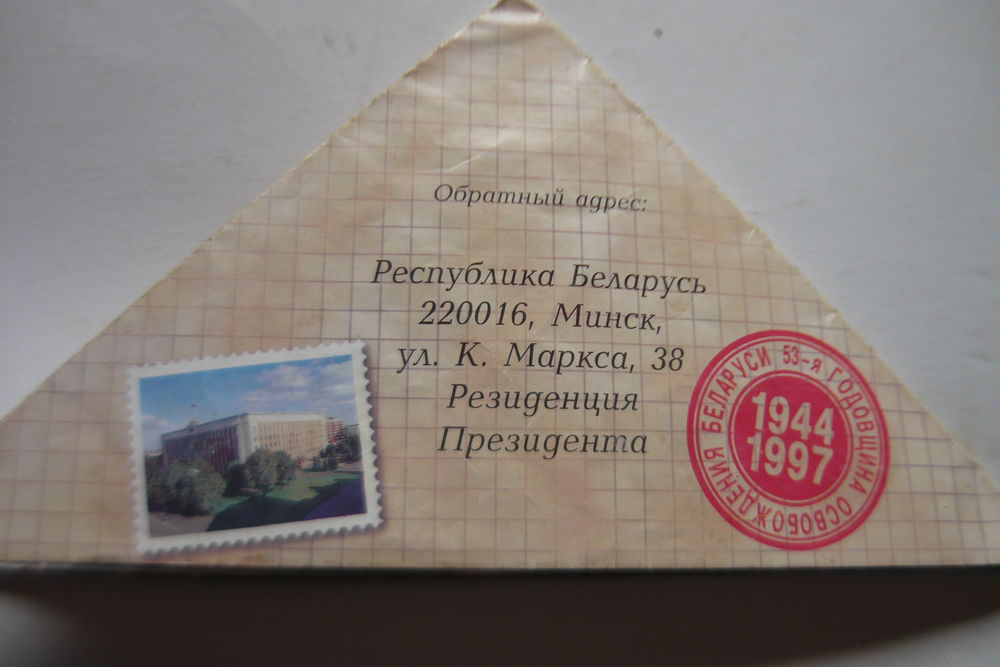 Обратный адрес:
Республика Беларусь
220016, Минск,
ул. К. Маркса, 38
Резиденция
Президента
53-я ГОДОВЩИНА ОСВОБОЖДЕНИЯ БЕЛАРУСИ
1944
1997